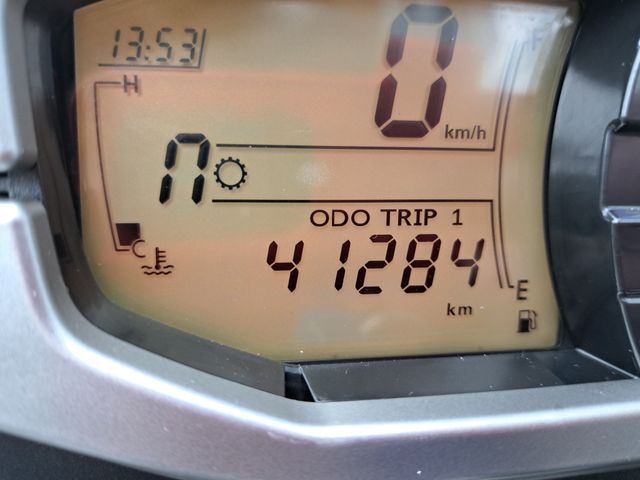 13:53
F
H
0
km/h
n
ODO TRIP 1
C
41284
E
km